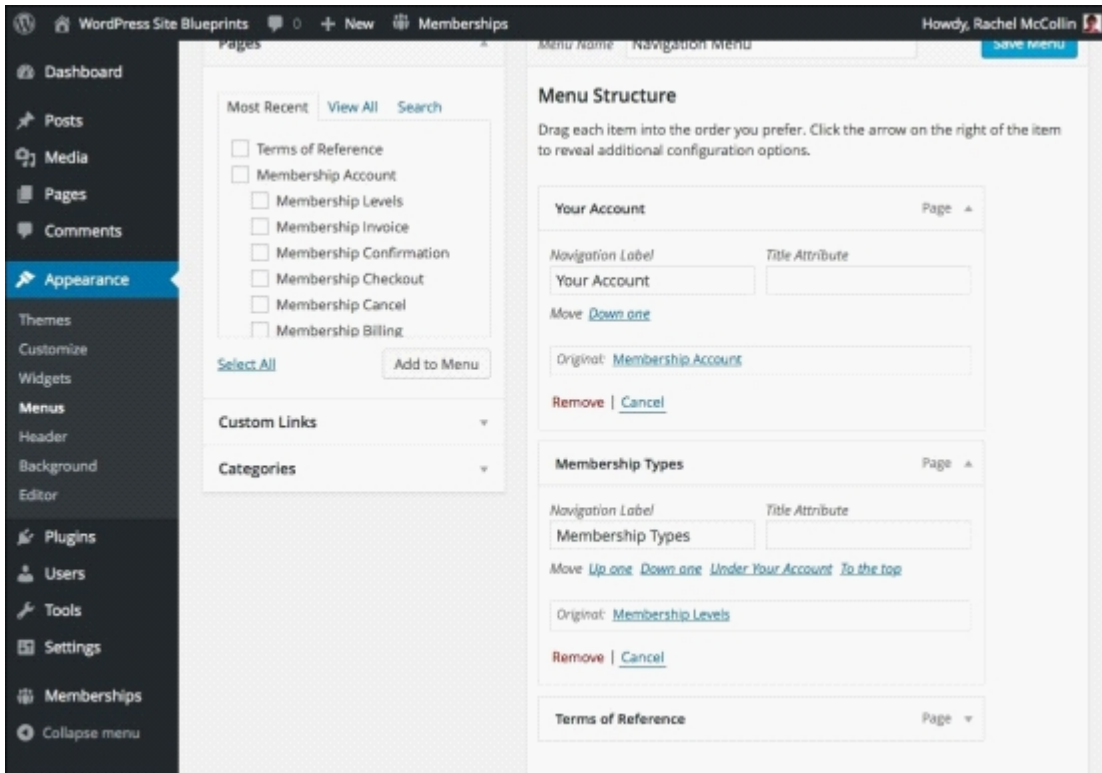 WordPress Site Blueprints 0 + New Memberships Howdy, Rachel McCollin
Dashboard
Posts
Media
Pages
Comments
Appearance
Themes
Customize
Widgets
Menus
Header
Background
Editor
Plugins
Users
Tools
Settings
Memberships
Collapse menu
Pages
Most Recent View All Search
Terms of Reference
Membership Account
Membership Levels
Membership Invoice
Membership Confirmation
Membership Checkout
Membership Cancel
Membership Billing
Select All Add to Menu
Custom Links
Categories
Menu Name Navigation Menu Save Menu
Menu Structure
Drag each item into the order you prefer. Click the arrow on the right of the item
to reveal additional configuration options.
Your Account Page
Navigation Label Title Attribute
Your Account
Move Down one
Original: Membership Account
Remove | Cancel
Membership Types Page
Navigation Label Title Attribute
Membership Types
Move Up one Down one Under Your Account To the top
Original: Membership Levels
Remove | Cancel
Terms of Reference Page